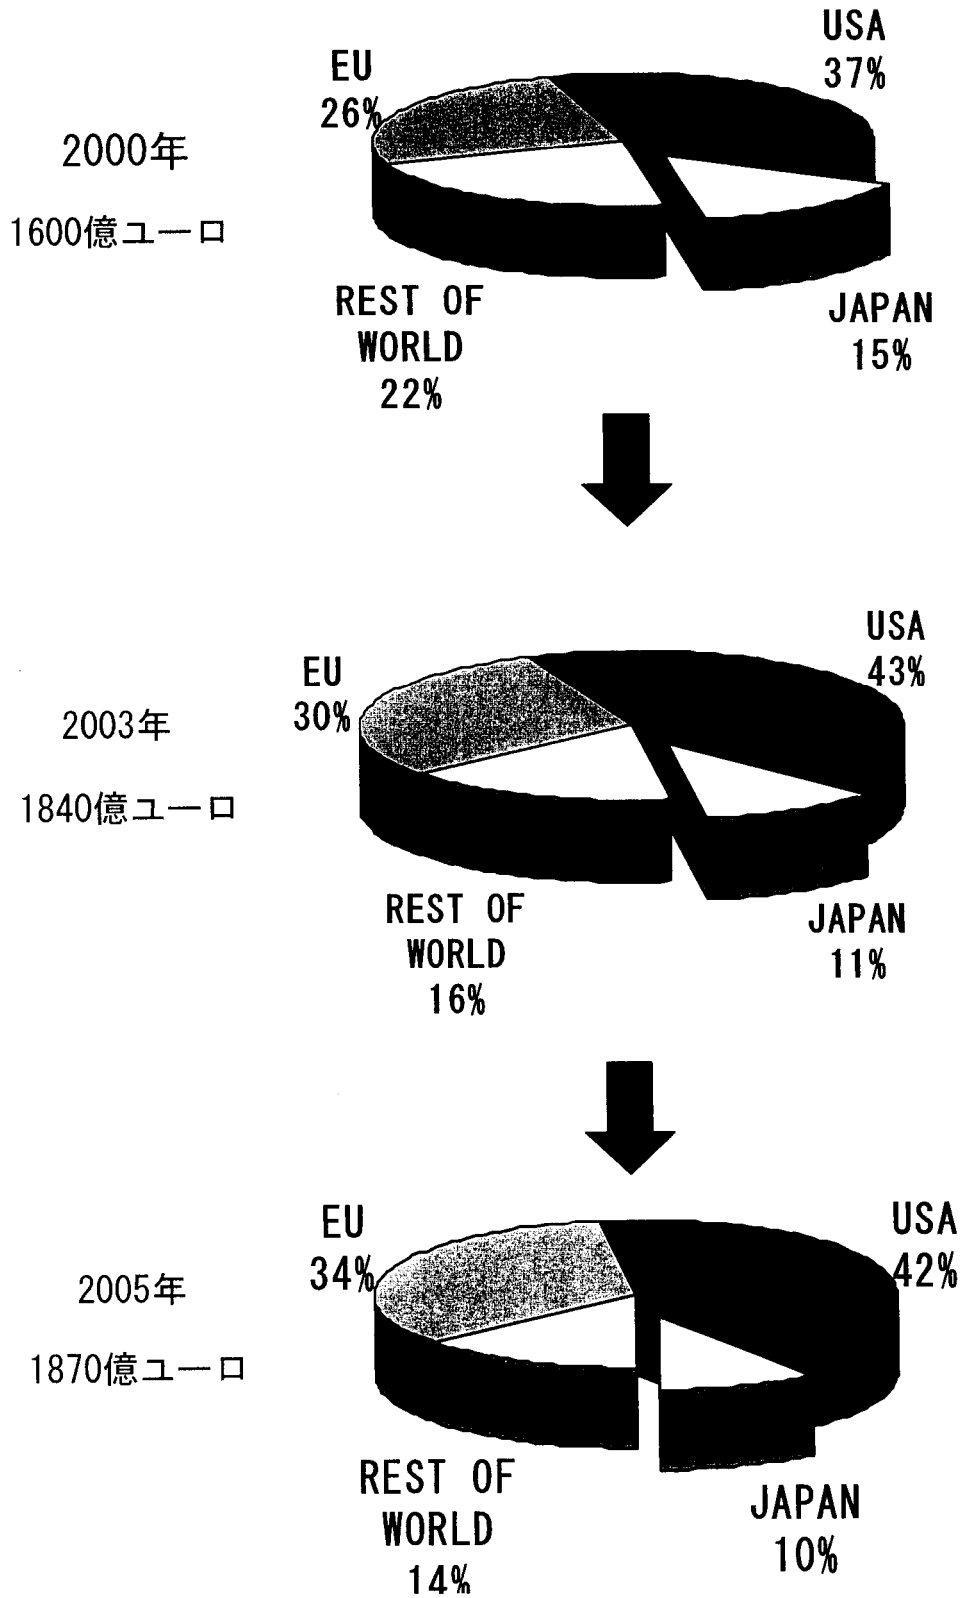 USA
37%
EU
26%
2000年
1600億ユーロ
REST OF
WORLD
22%
JAPAN
15%
USA
43%
EU
30%
2003年
1840億ユーロ
REST OF
WORLD
16%
JAPAN
11%
EU
34%
USA
42%
2005年
1870億ユーロ
REST OF
WORLD
14%
JAPAN
10%